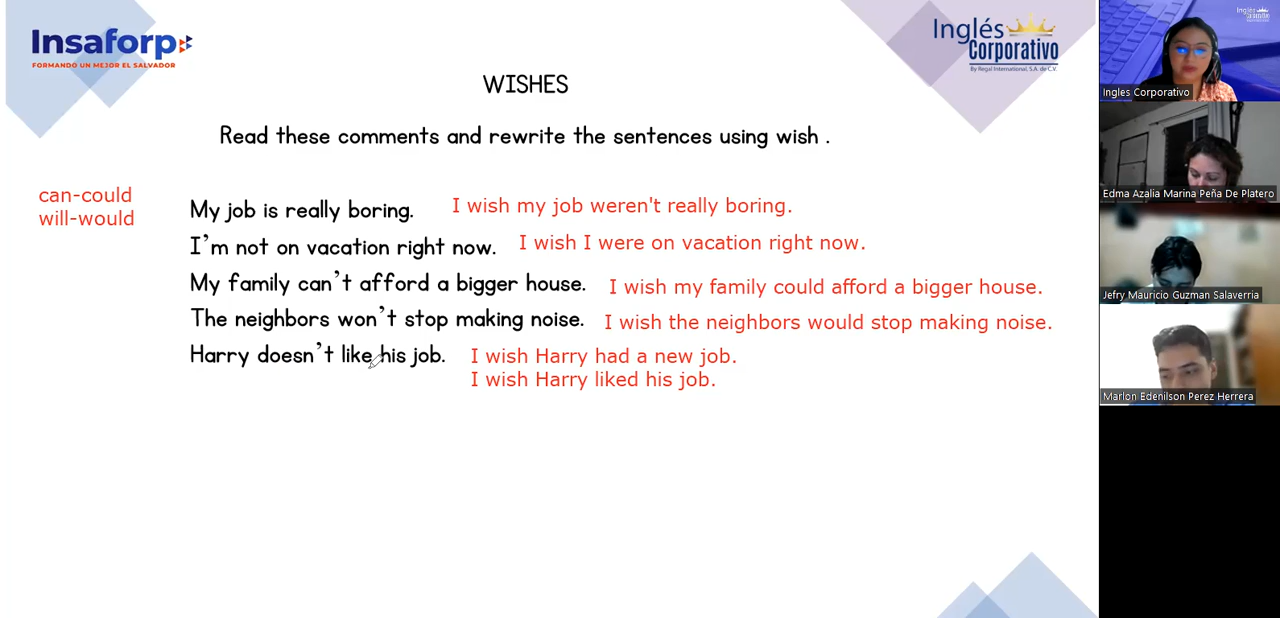 Insaforp
FORMANDO UN MEJOR EL SALVADOR
Inglés
Corporativo
By Regal International, S.A. de C.V.
WISHES
Read these comments and rewrite the sentences using wish .
can-could
will-would
My job is really boring. I wish my job weren't really boring.
I'm not on vacation right now. I wish I were on vacation right now.
My family can't afford a bigger house. I wish my family could afford a bigger house.
The neighbors won't stop making noise. I wish the neighbors would stop making noise.
Harry doesn't like his job. I wish Harry had a new job.
I wish Harry liked his job.
Ingles Corporativo
Edma Azalia Marina Peña De Platero
Jefry Mauricio Guzman Salaverria
Marlon Edenilson Perez Herrera